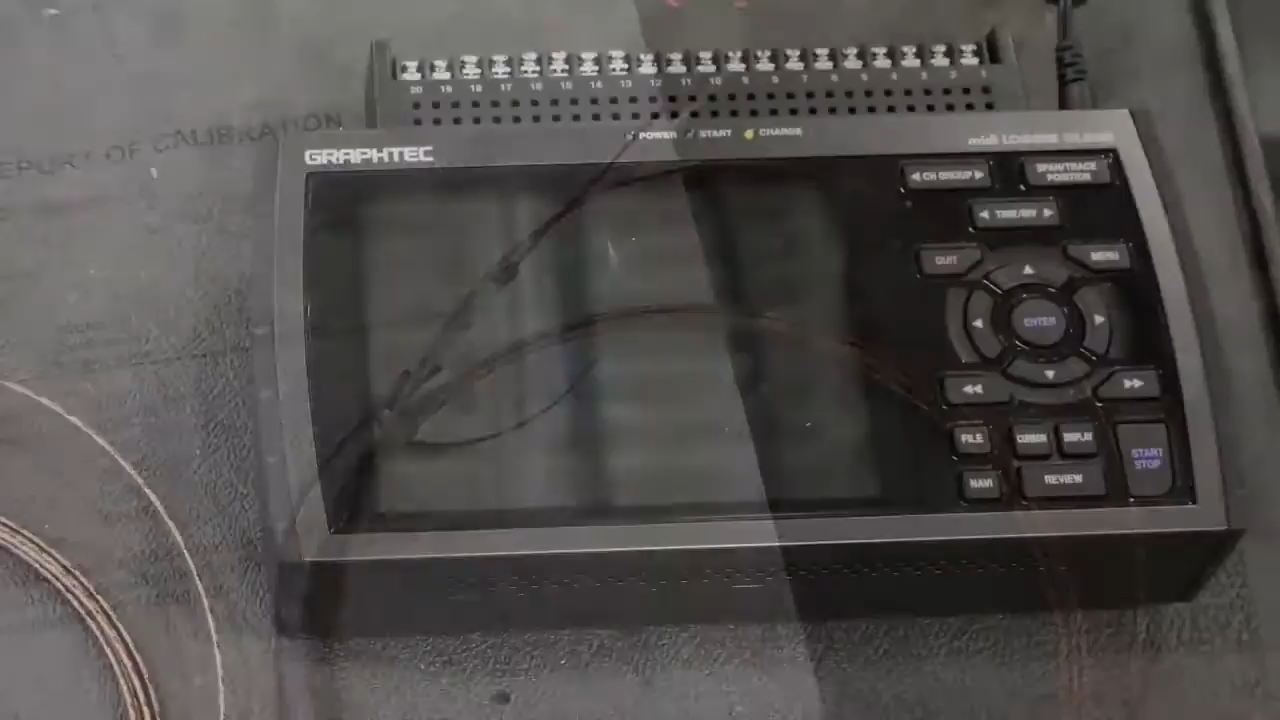 20 19 18 17 16 15 14 13 12 11 10 9 8 7 6 5 4 3 2 1
POWER START CHARGE
REPORT OF CALIBRATION
GRAPHTEC
midi LOGGER
CH GROUP
SPAN/TRACE
POSITION
TIME/DIV
QUIT
MENU
ENTER
FILE
CURSOR
DISPLAY
START
STOP
NAVI
REVIEW